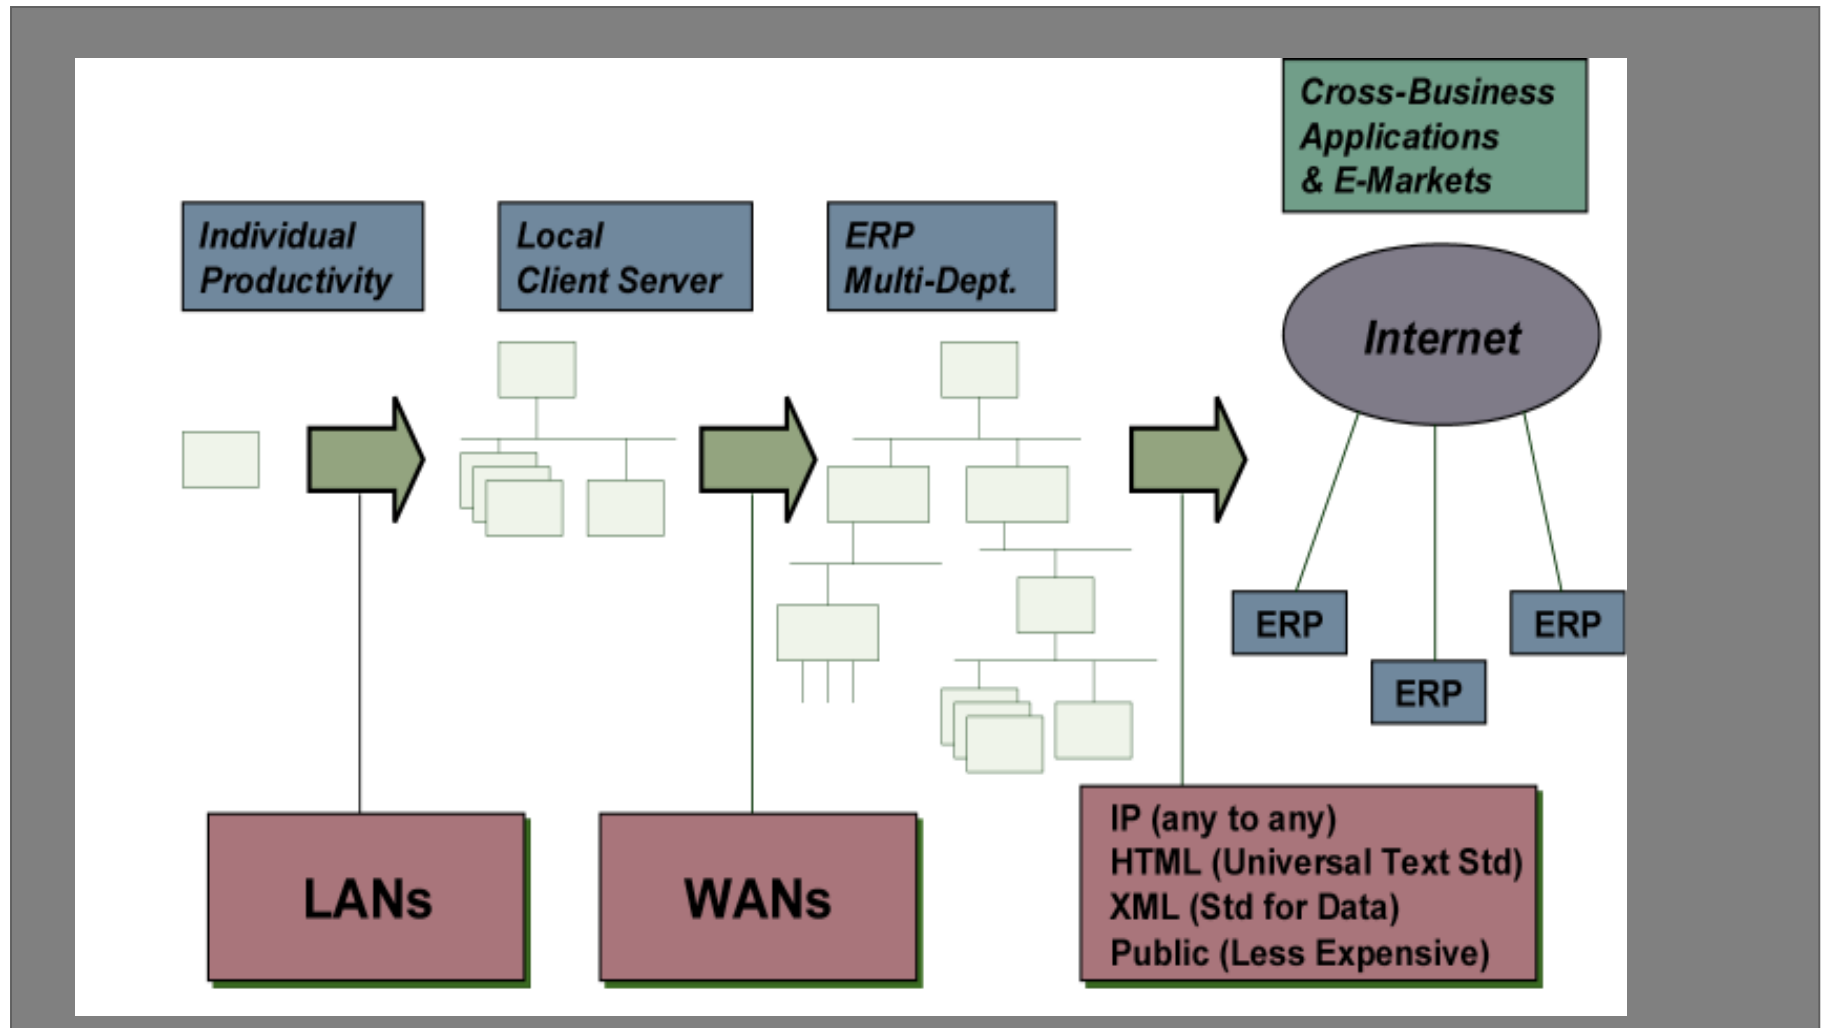 Cross-Business
Applications
& E-Markets
Individual
Productivity
Local
Client Server
ERP
Multi-Dept.
Internet
ERP
ERP
ERP
LANs
WANs
IP (any to any)
HTML (Universal Text Std)
XML (Std for Data)
Public (Less Expensive)